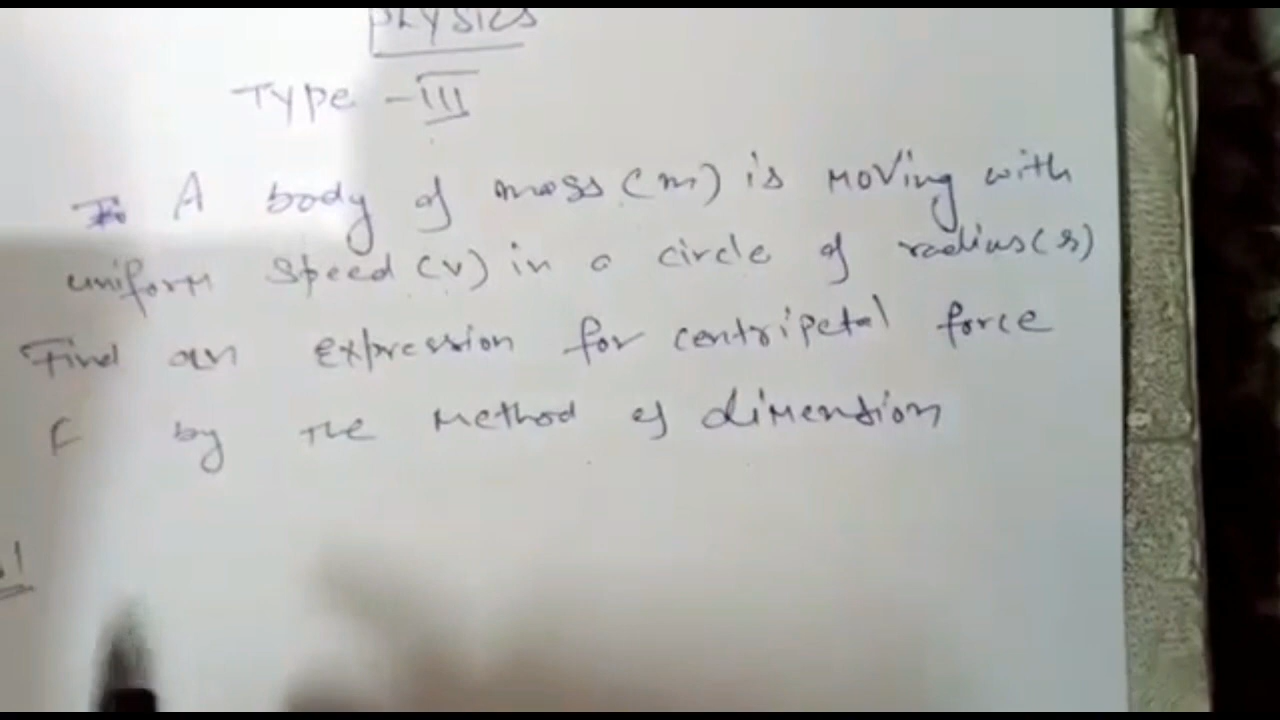 Physics
Type - III
A body of mass (m) is moving with
uniform speed (v) in a circle of radius (r)
Find an expression for centripetal force
F by the method of dimension